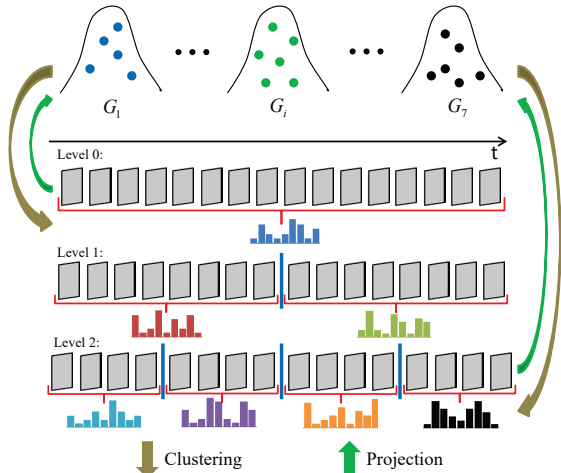 G1 Gi G7
t
Level 0:
Level 1:
Level 2:
Clustering Projection